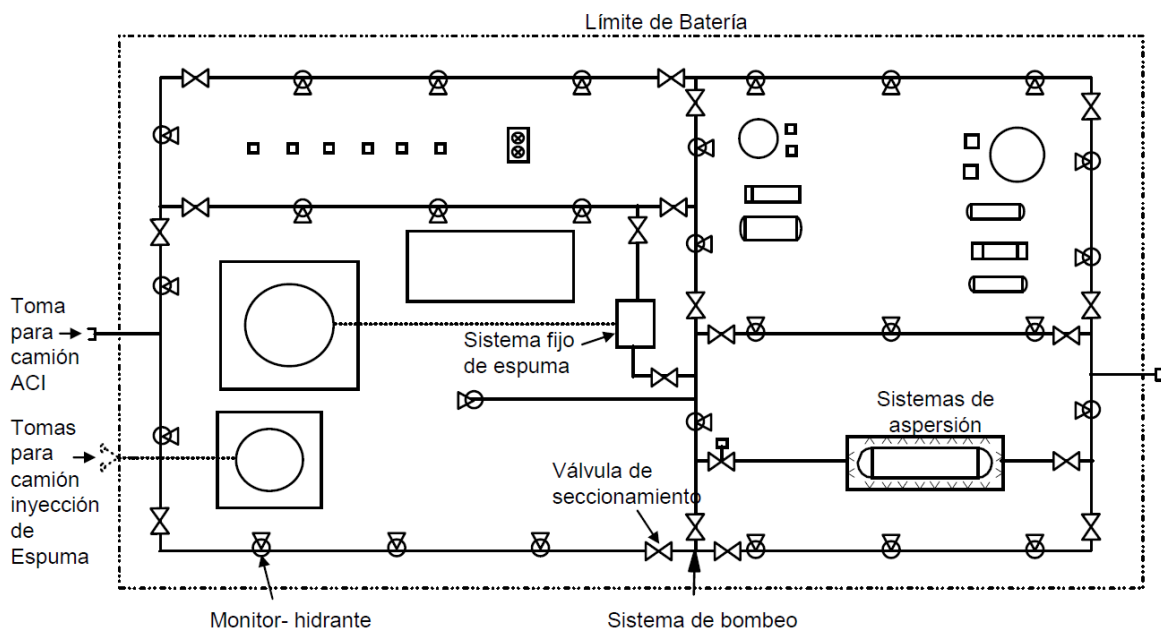 Límite de Batería
Toma
para
camión
ACI
Sistema fijo
de espuma
Tomas
para
camión
inyección
de
Espuma
Sistemas de
aspersión
Válvula de
seccionamiento
Monitor- hidrante
Sistema de bombeo